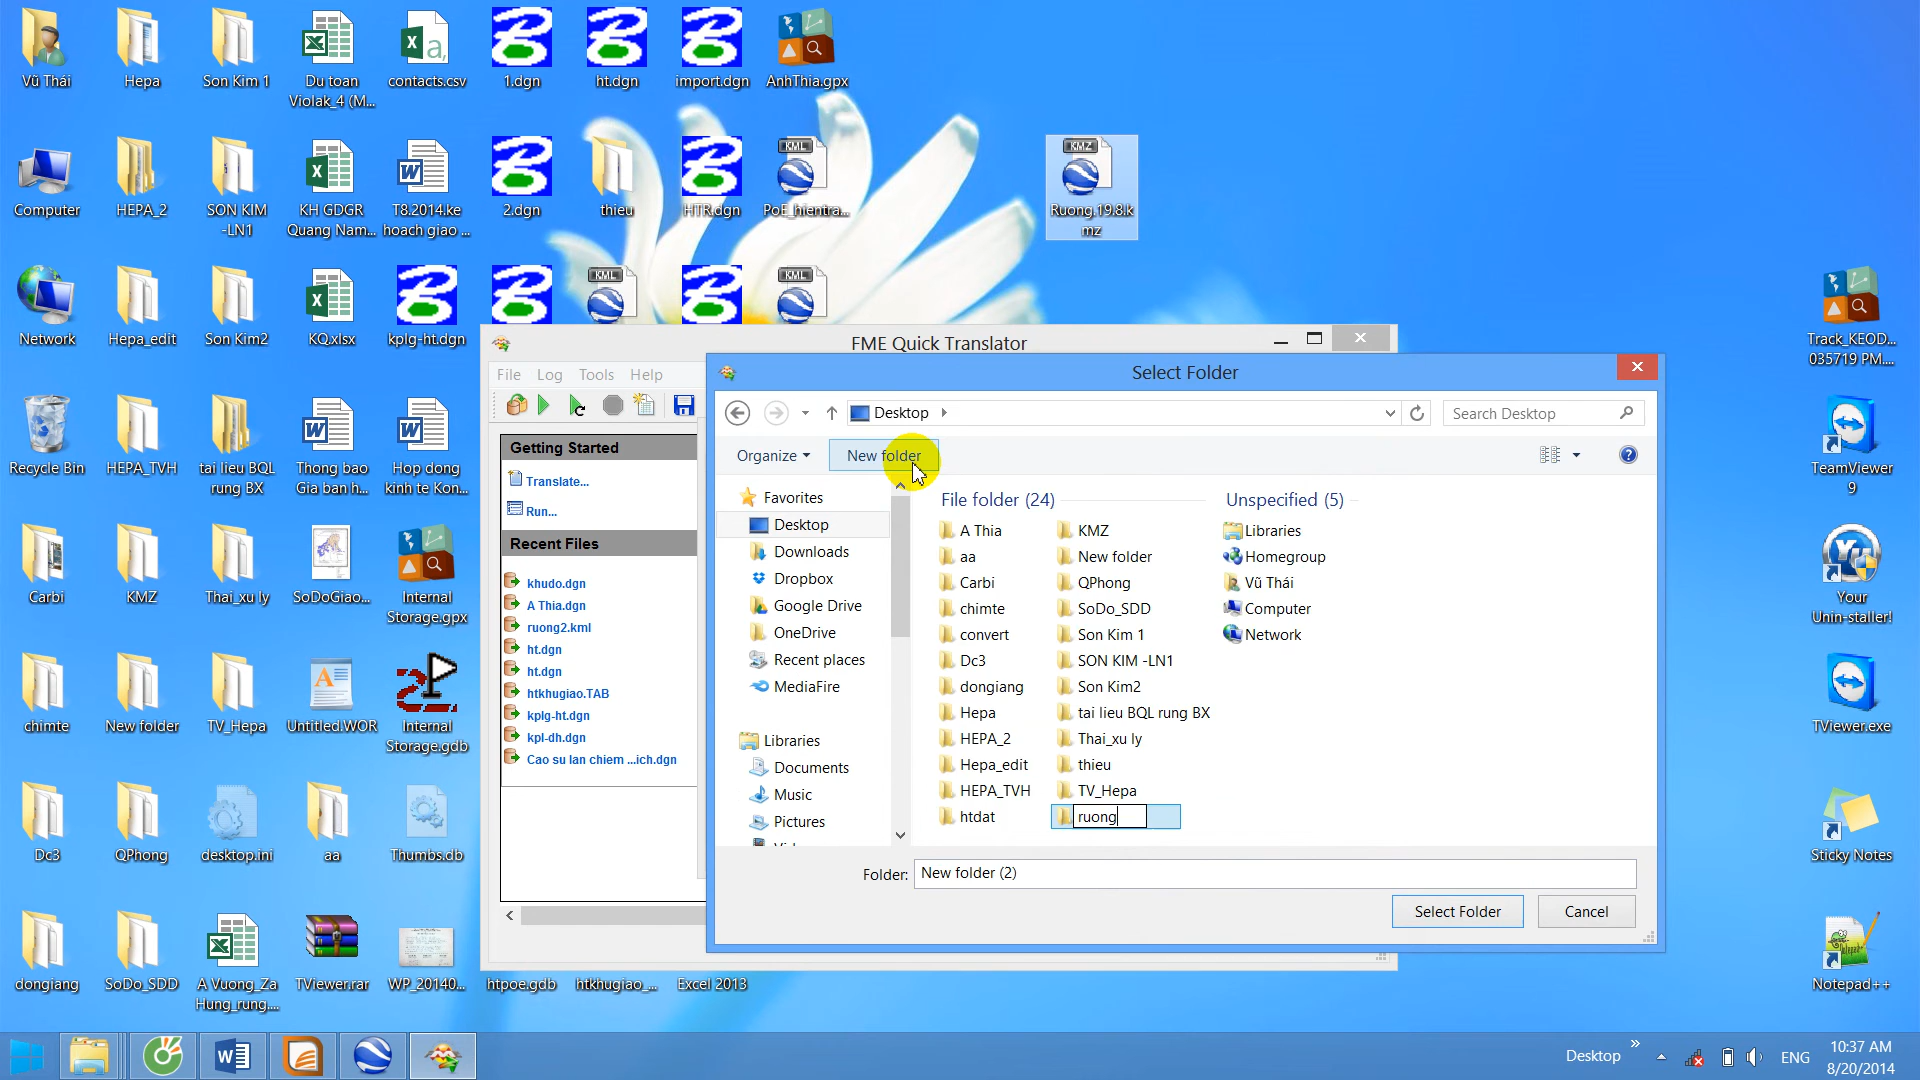 Vũ Thái
Hepa
Son Kim 1
Du toan
Violak_4 (M...
contacts.csv
1.dgn
ht.dgn
import.dgn
AnhThia.gpx
Computer
HEPA_2
SON KIM
-LN1
KH GDGR
Quang Nam...
T8.2014.ke
hoach giao ...
2.dgn
thieu
HTR.dgn
KML
PoE_hientra...
KMZ
Ruong.19.8.k
mz
Network
Hepa_edit
Son Kim2
KQ.xlsx
kplg-ht.dgn
KML
KML
Track_KEOD...
035719 PM....
Recycle Bin
HEPA_TVH
tai lieu BQL
rung BX
Thong bao
Gia ban h...
Hop dong
kinh te Kon...
TeamViewer
9
Carbi
KMZ
Thai_xu ly
SoDoGiao...
Internal
Storage.gpx
Your
Unin-staller!
chimte
New folder
TV_Hepa
Untitled.WOR
Internal
Storage.gdb
TViewer.exe
Dc3
QPhong
desktop.ini
aa
Thumbs.db
Sticky Notes
dongiang
SoDo_SDD
A Vuong_Za
Hung_rung....
TViewer.rar
WP_20140...
htpoe.gdb
htkhugiao_...
Excel 2013
Notepad++
FME Quick Translator
File Log Tools Help
Getting Started
Translate...
Run...
Recent Files
khudo.dgn
A Thia.dgn
ruong2.kml
ht.dgn
ht.dgn
htkhugiao.TAB
kplg-ht.dgn
kpl-dh.dgn
Cao su lan chiem ...ich.dgn
Select Folder
Desktop
Search Desktop
Organize
New folder
Favorites
Desktop
Downloads
Dropbox
Google Drive
OneDrive
Recent places
MediaFire
Libraries
Documents
Music
Pictures
File folder (24)
A Thia
aa
Carbi
chimte
convert
Dc3
dongiang
Hepa
HEPA_2
Hepa_edit
HEPA_TVH
htdat
KMZ
New folder
QPhong
SoDo_SDD
Son Kim 1
SON KIM -LN1
Son Kim2
tai lieu BQL rung BX
Thai_xu ly
thieu
TV_Hepa
ruong
Unspecified (5)
Libraries
Homegroup
Vũ Thái
Computer
Network
Folder: New folder (2)
Select Folder
Cancel
Desktop
ENG
10:37 AM
8/20/2014